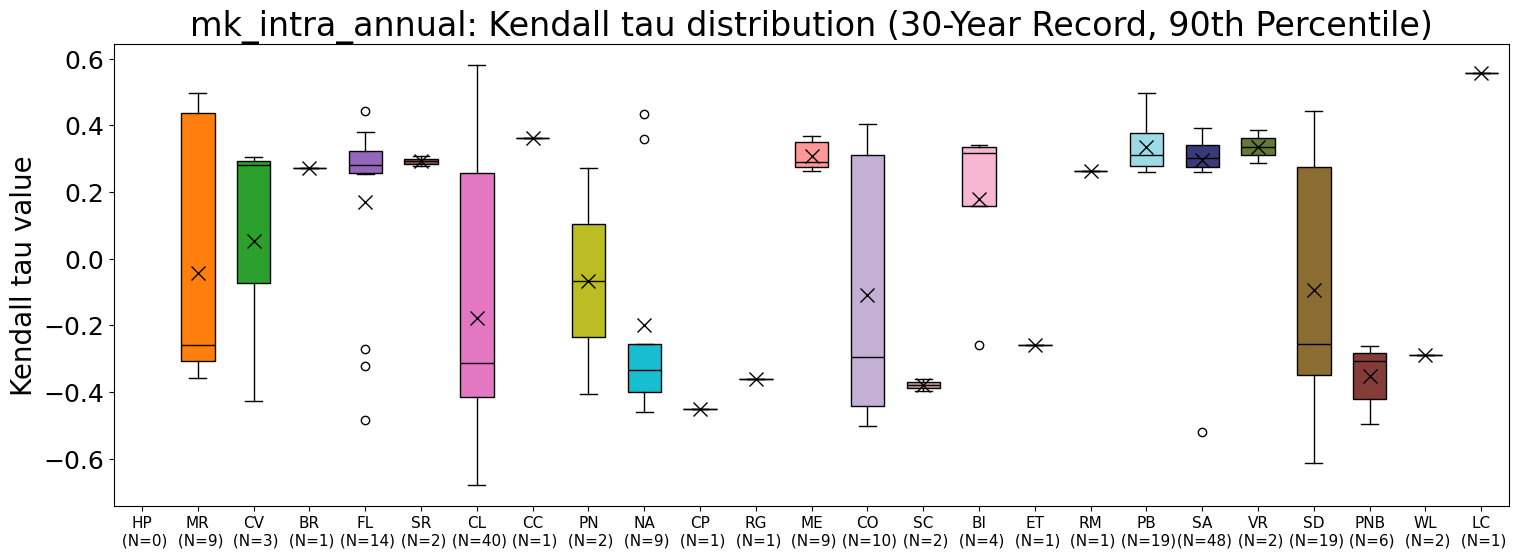 mk_intra_annual: Kendall tau distribution (30-Year Record, 90th Percentile)
Kendall tau value
0.6
0.4
0.2
0.0
−0.2
−0.4
−0.6
HP MR CV BR FL SR CL CC PN NA CP RG ME CO SC BI ET RM PB SA VR SD PNB WL LC
(N=0) (N=9) (N=3) (N=1) (N=14) (N=2) (N=40) (N=1) (N=2) (N=9) (N=1) (N=1) (N=9) (N=10) (N=2) (N=4) (N=1) (N=1) (N=19) (N=48) (N=2) (N=19) (N=6) (N=2) (N=1)